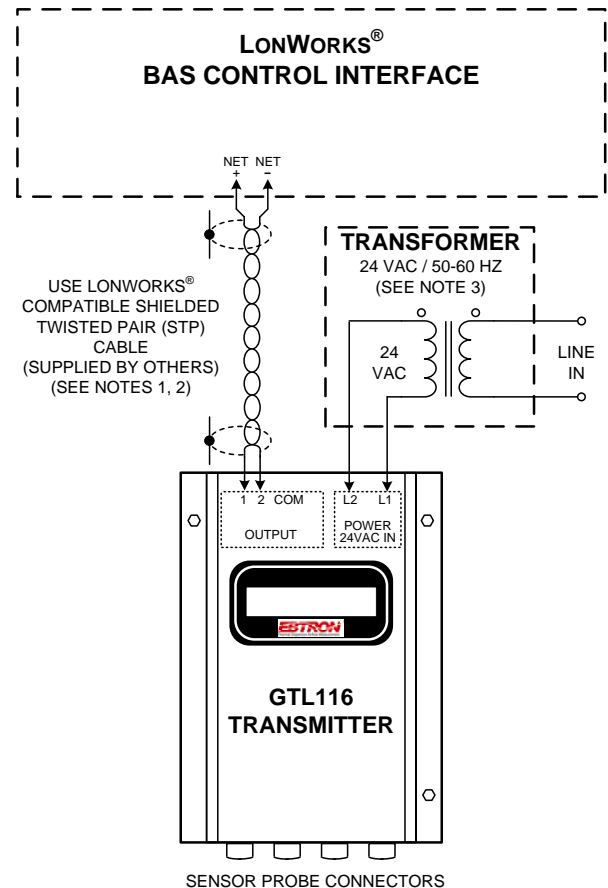 LONWORKS®
BAS CONTROL INTERFACE
NET NET
+ -
TRANSFORMER
24 VAC / 50-60 HZ
(SEE NOTE 3)
USE LONWORKS®
COMPATIBLE SHIELDED
TWISTED PAIR (STP)
CABLE
(SUPPLIED BY OTHERS)
(SEE NOTES 1, 2)
24
VAC
LINE
IN
1 2 COM
OUTPUT
L2 L1
POWER
24VAC IN
EBTRON
GTL116
TRANSMITTER
SENSOR PROBE CONNECTORS